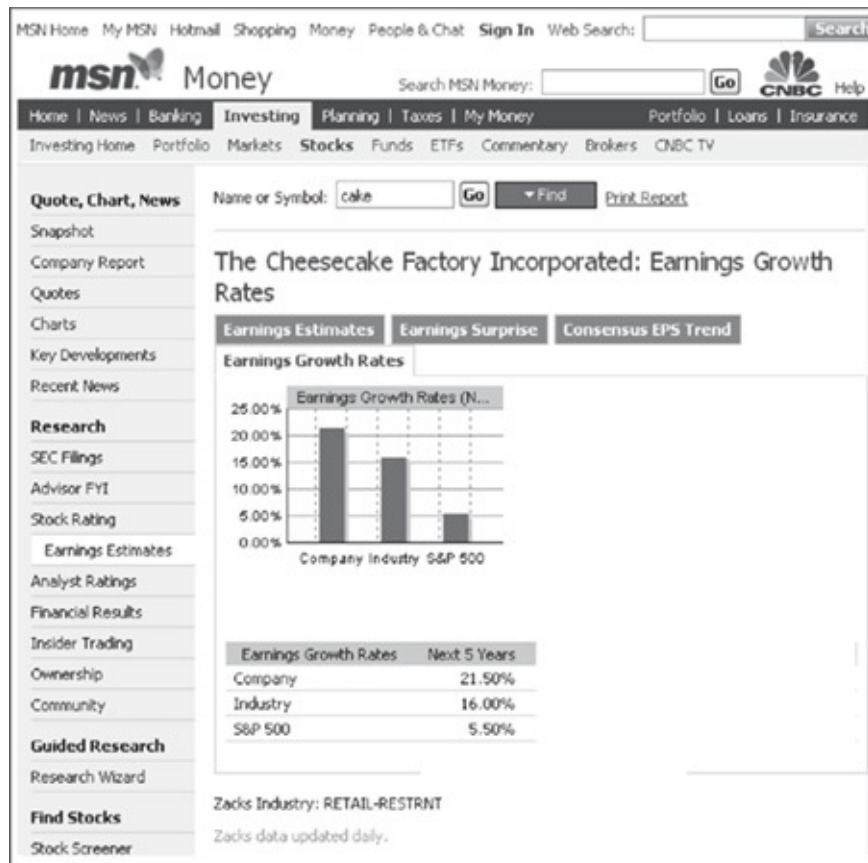 MSN Home My MSN Hotmail Shopping Money People & Chat Sign In Web Search: Search
msn Money Search MSN Money: Go CNBC Help
Home | News | Banking Investing Planning | Taxes | My Money Portfolio | Loans | Insurance
Investing Home Portfolio Markets Stocks Funds ETFs Commentary Brokers CNBC TV
Quote, Chart, News
Snapshot
Company Report
Quotes
Charts
Key Developments
Recent News
Research
SEC Filings
Advisor FYI
Stock Rating
Earnings Estimates
Analyst Ratings
Financial Results
Insider Trading
Ownership
Community
Guided Research
Research Wizard
Find Stocks
Stock Screener
Name or Symbol: cake Go Find Print Report
The Cheesecake Factory Incorporated: Earnings Growth
Rates
Earnings Estimates Earnings Surprise Consensus EPS Trend
Earnings Growth Rates
Earnings Growth Rates (N...
25.00%
20.00%
15.00%
10.00%
5.00%
0.00%
Company Industry S&P 500
Earnings Growth Rates Next 5 Years
Company 21.50%
Industry 16.00%
S&P 500 5.50%
Zacks Industry: RETAIL-RESTRNT
Zacks data updated daily.